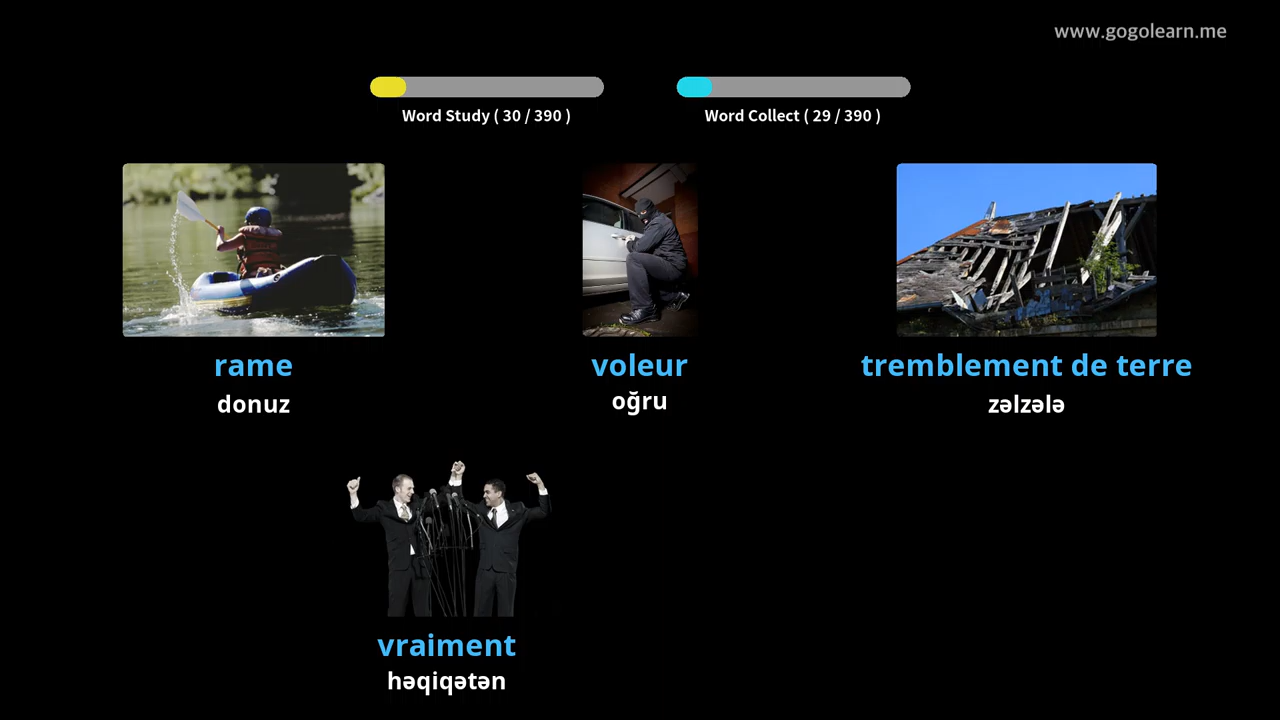 www.gogolearn.me
Word Study ( 30 / 390 )
Word Collect ( 29 / 390 )
rame
donuz
voleur
oğru
tremblement de terre
zəlzələ
vraiment
həqiqətən